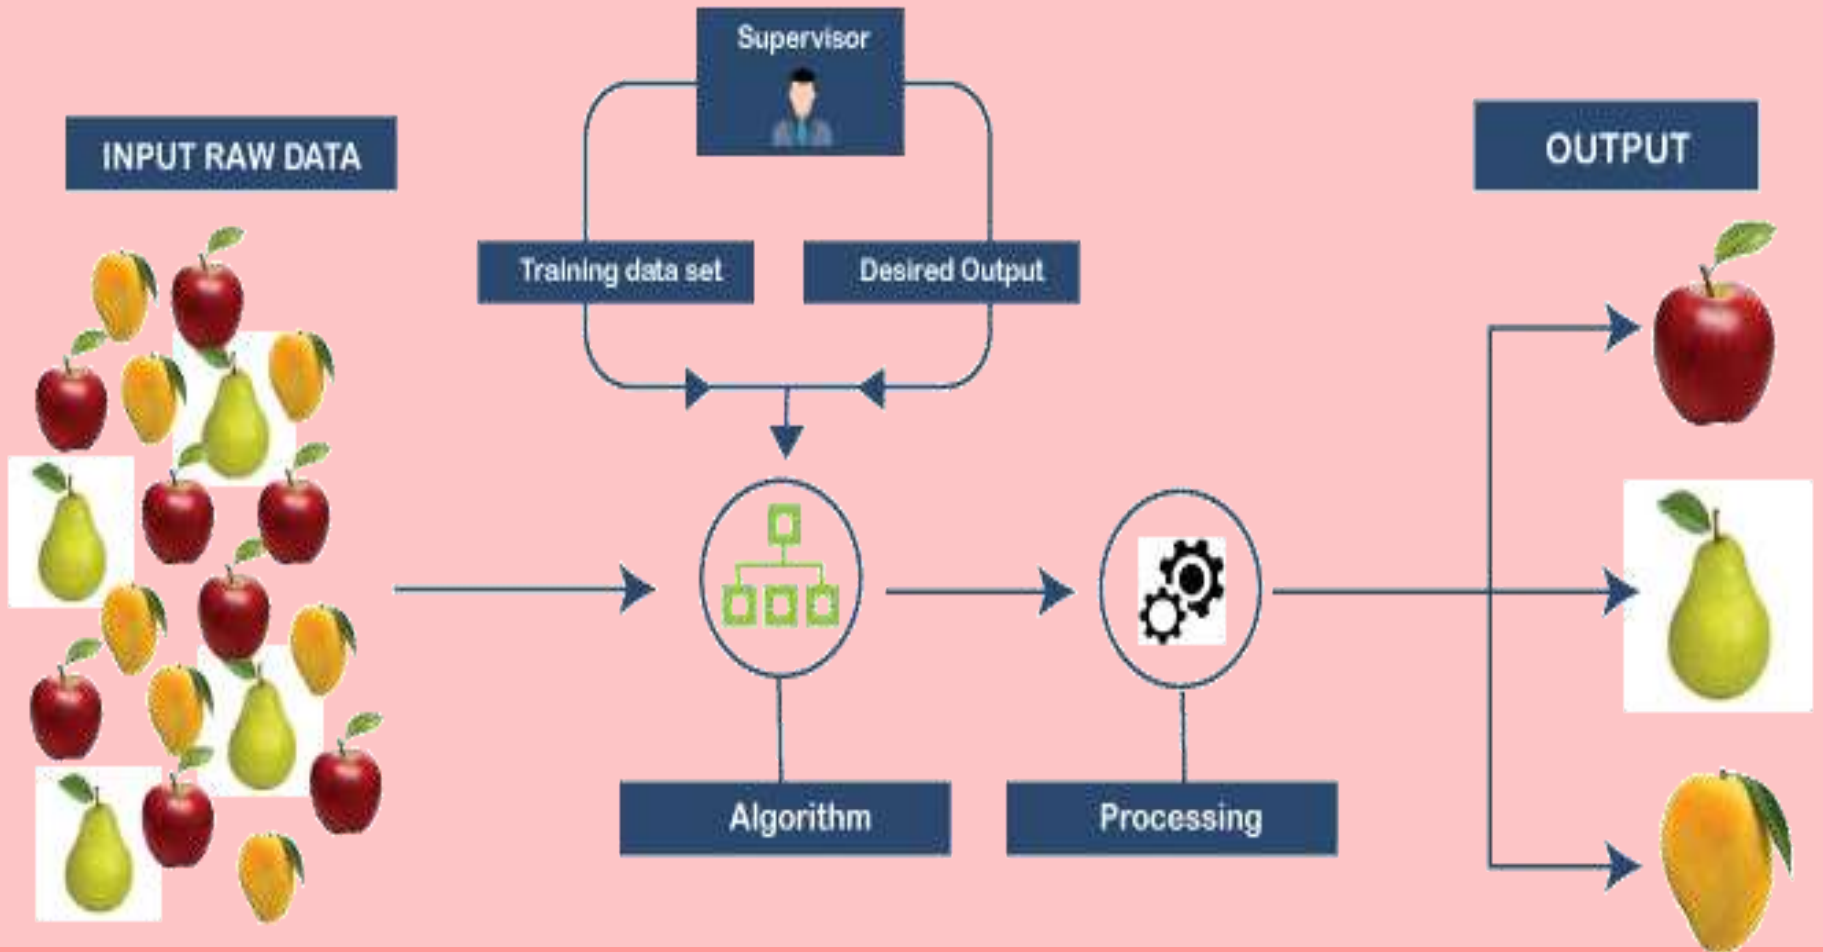 Supervisor
INPUT RAW DATA
OUTPUT
Training data set
Desired Output
Algorithm
Processing